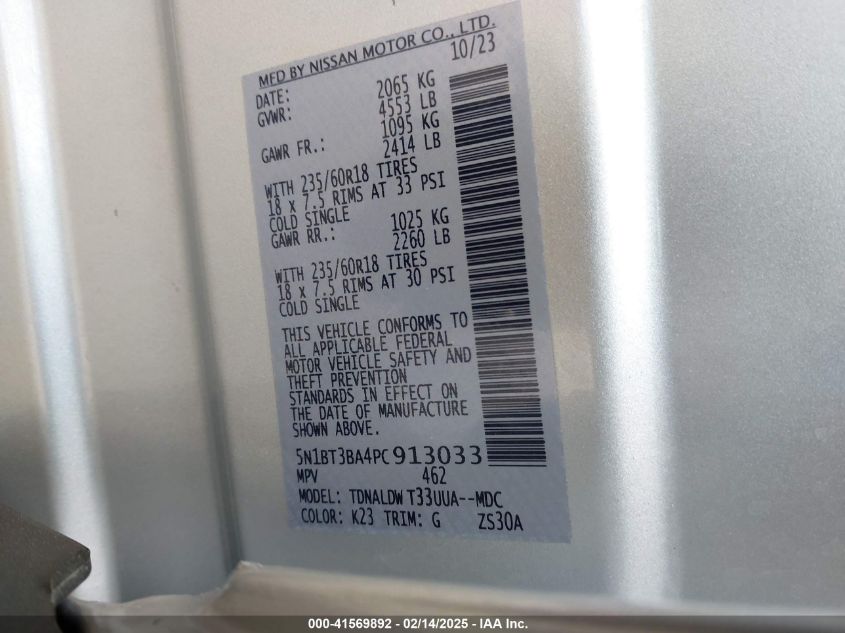 MFD BY NISSAN MOTOR CO., LTD.
DATE: 10/23
GVWR: 2065 KG
4553 LB
GAWR FR.: 1095 KG
2414 LB
WITH 235/60R18 TIRES
18 x 7.5 RIMS AT 33 PSI
COLD SINGLE
GAWR RR.: 1025 KG
2260 LB
WITH 235/60R18 TIRES
18 x 7.5 RIMS AT 30 PSI
COLD SINGLE
THIS VEHICLE CONFORMS TO
ALL APPLICABLE FEDERAL
MOTOR VEHICLE SAFETY AND
THEFT PREVENTION
STANDARDS IN EFFECT ON
THE DATE OF MANUFACTURE
SHOWN ABOVE.
5N1BT3BA4PC913033
MPV 462
MODEL: TDNALDW T33UUA--MDC
COLOR: K23 TRIM: G ZS30A
000-41569892 - 02/14/2025 - IAA Inc.